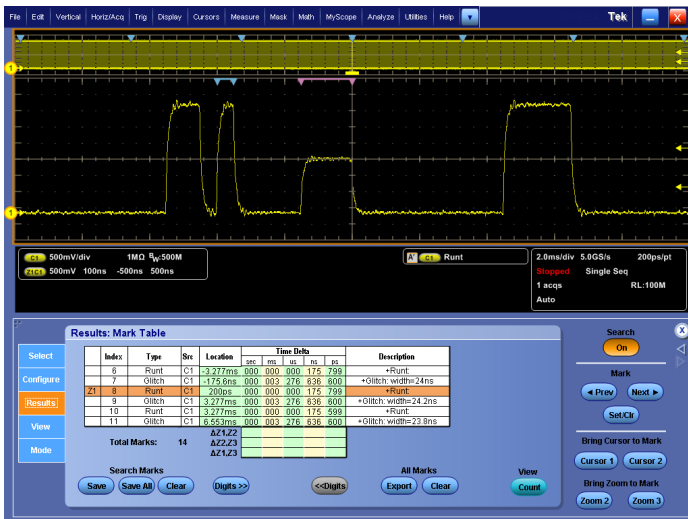 File Edit Vertical Horiz/Acq Trig Display Cursors Measure Mask Math MyScope Analyze Utilities Help Tek X
1
1
C1 500mV/div 1MΩ BW:500M
Z1C1 500mV 100ns -500ns 500ns
A' C1 Runt
2.0ms/div 5.0GS/s 200ps/pt
Stopped Single Seq
1 acqs RL:100M
Auto
Select
Configure
Results
View
Mode
Results: Mark Table
Index Type Src Location Time Delta Description
sec ms us ns ps
6 Runt C1 -3.277ms 000 000 000 175 799 +Runt:
7 Glitch C1 -175.6ns 000 003 276 636 600 +Glitch: width=24ns
Z1 8 Runt C1 200ps 000 000 000 175 799 +Runt:
9 Glitch C1 3.277ms 000 003 276 636 600 +Glitch: width=24.2ns
10 Runt C1 3.277ms 000 000 000 175 599 +Runt:
11 Glitch C1 6.553ms 000 003 276 636 600 +Glitch: width=23.8ns
ΔZ1,Z2
Total Marks: 14 ΔZ2,Z3
ΔZ1,Z3
Search Marks
Save Save All Clear Digits >> <<Digits
All Marks
Export Clear
View
Count
Search
On
X
Mark
◄ Prev Next ►
Set/Clr
Bring Cursor to Mark
Cursor 1 Cursor 2
Bring Zoom to Mark
Zoom 2 Zoom 3